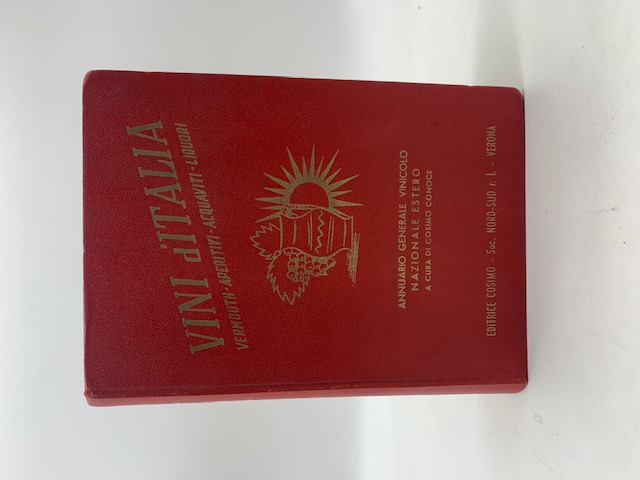 VINI d'ITALIA
VERMOUTH - APERITIVI - ACQUAVITI - LIQUORI
ANNUARIO GENERALE VINICOLO
NAZIONALE ESTERO
A CURA DI COSIMO CONOCE
EDITRICE COSIMO - Soc. NORD-SUD r. l. - VERONA